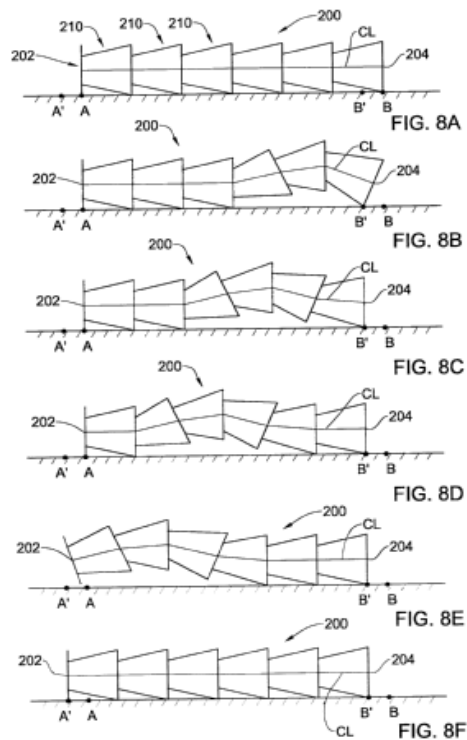 210 210 200
202 CL
204
A' A B' B
FIG. 8A
200
CL
202 204
A' A B' B
FIG. 8B
200
CL
202 204
A' A B' B
FIG. 8C
200
CL
202 204
A' A B' B
FIG. 8D
200
202 CL
204
A' A B' B
FIG. 8E
200
202 204
A' A CL B' B
FIG. 8F